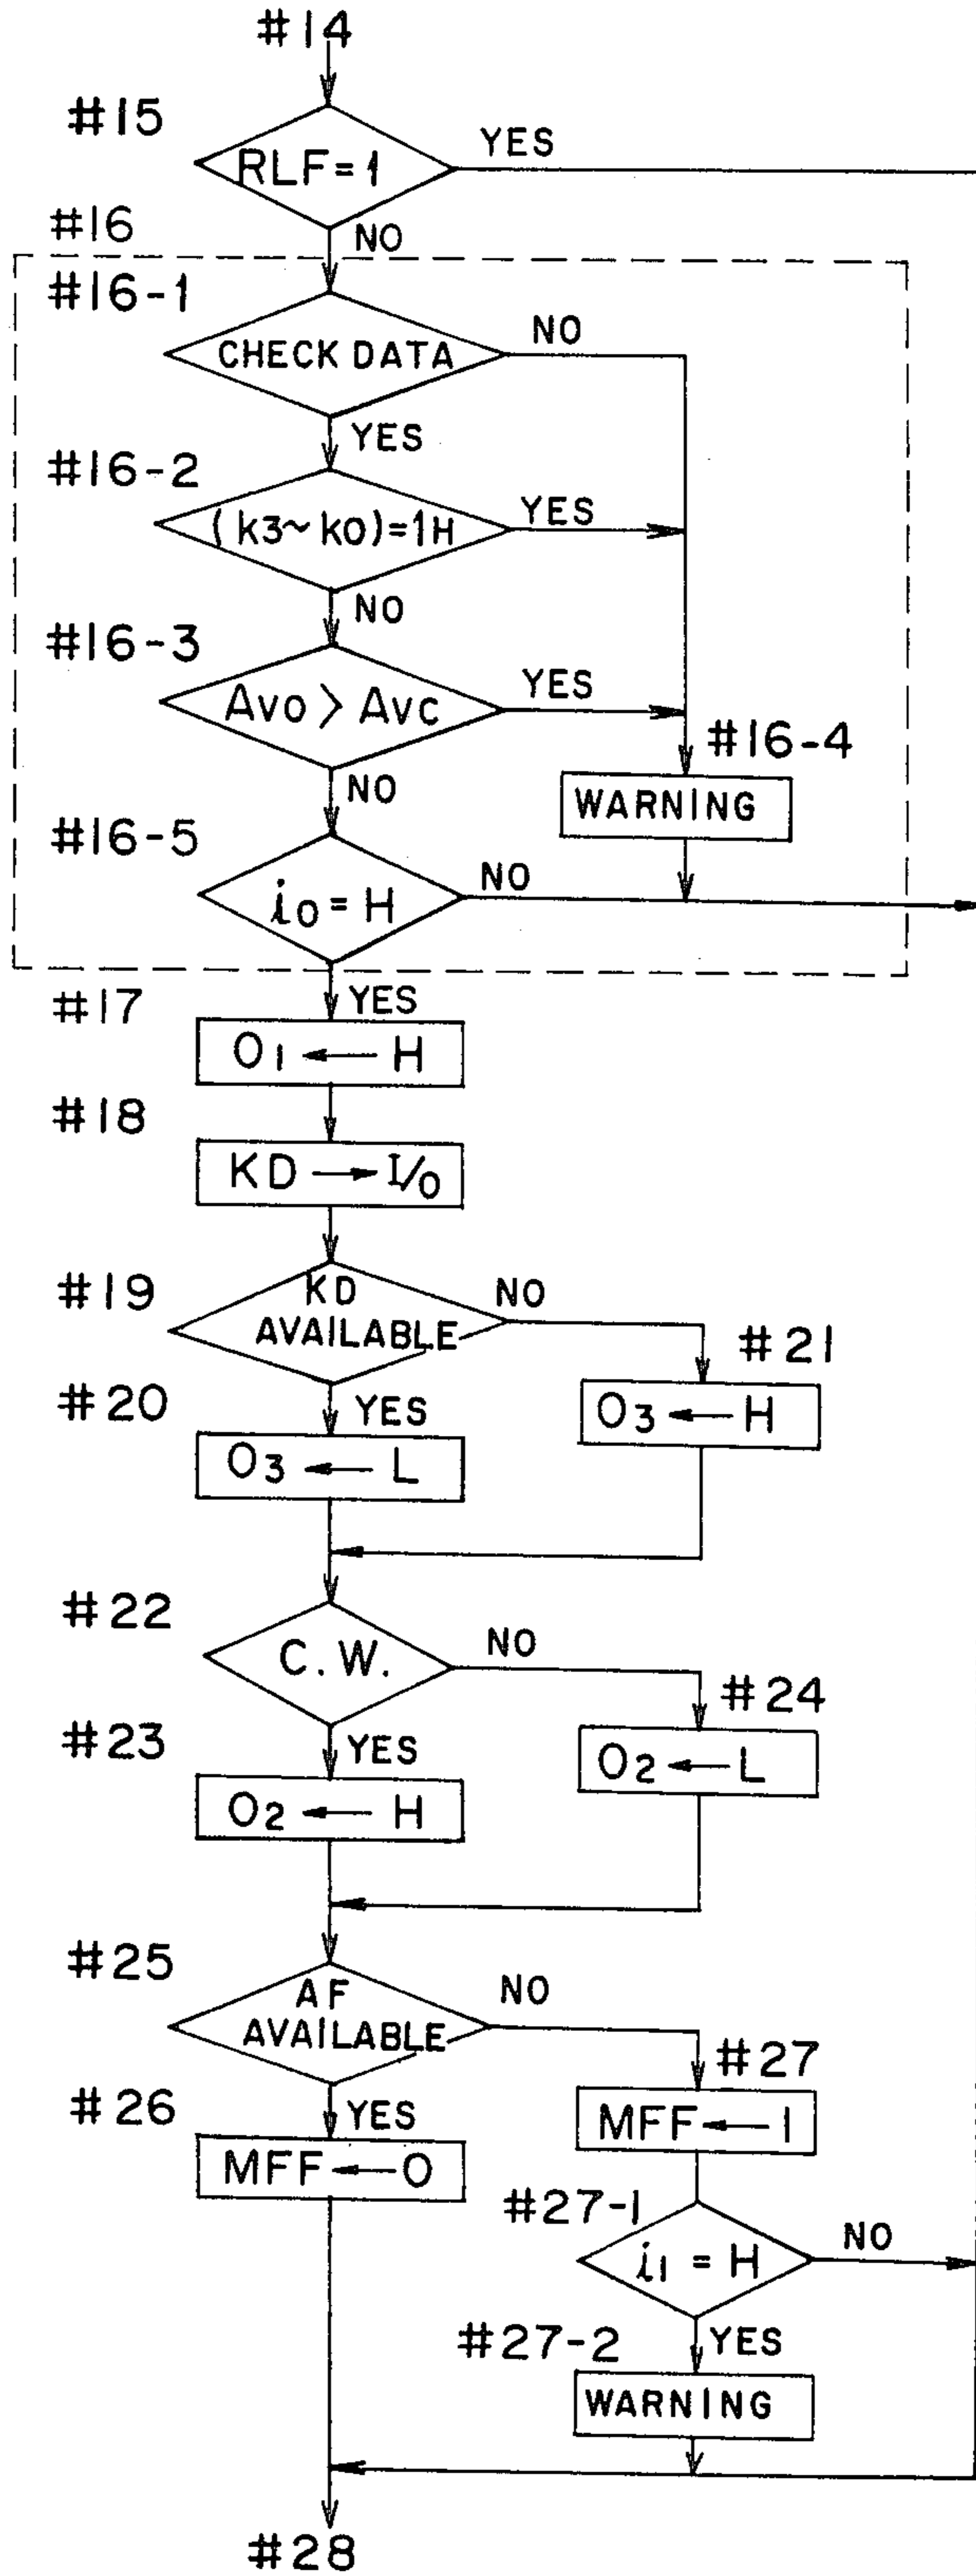 #14
#15
RLF=1
YES
NO
#16
#16-1
CHECK DATA
NO
YES
#16-2
(k3~k0)=1H
YES
NO
#16-3
Av0 > Avc
YES
NO
#16-4
WARNING
#16-5
i0 = H
NO
YES
#17
O1 ← H
#18
KD → I/O
#19
KD
AVAILABLE
NO
YES
#20
O3 ← L
#21
O3 ← H
#22
C.W.
NO
YES
#23
O2 ← H
#24
O2 ← L
#25
AF
AVAILABLE
NO
YES
#26
MFF ← 0
#27
MFF ← 1
#27-1
i1 = H
NO
YES
#27-2
WARNING
#28